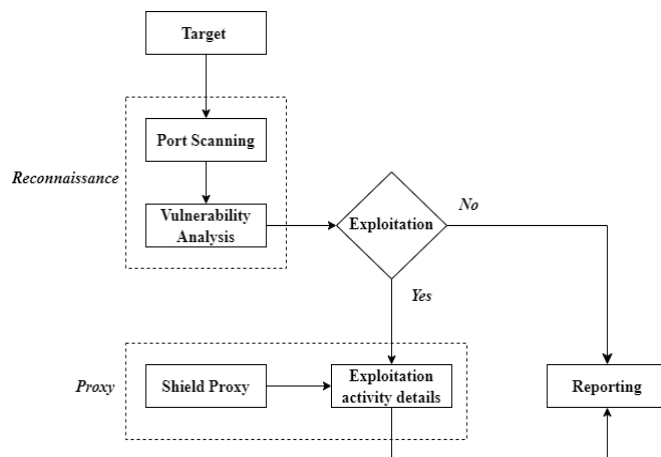 Target
Port Scanning
Reconnaissance
Vulnerability
Analysis
Exploitation
No
Yes
Proxy
Shield Proxy
Exploitation
activity details
Reporting